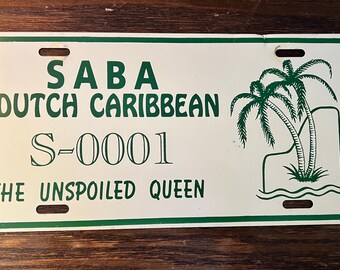 SABA
DUTCH CARIBBEAN
S-0001
THE UNSPOILED QUEEN